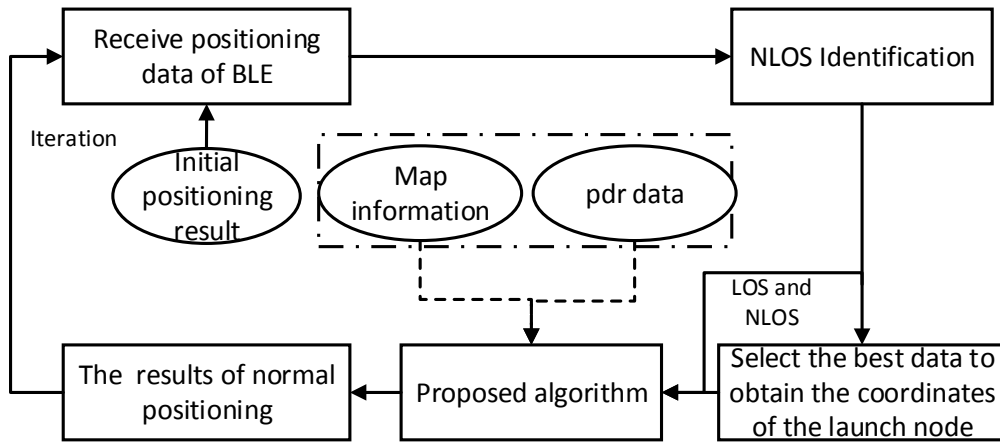 Receive positioning
data of BLE
NLOS Identification
Iteration
Initial
positioning
result
Map
information
pdr data
LOS and
NLOS
The results of normal
positioning
Proposed algorithm
Select the best data to
obtain the coordinates
of the launch node